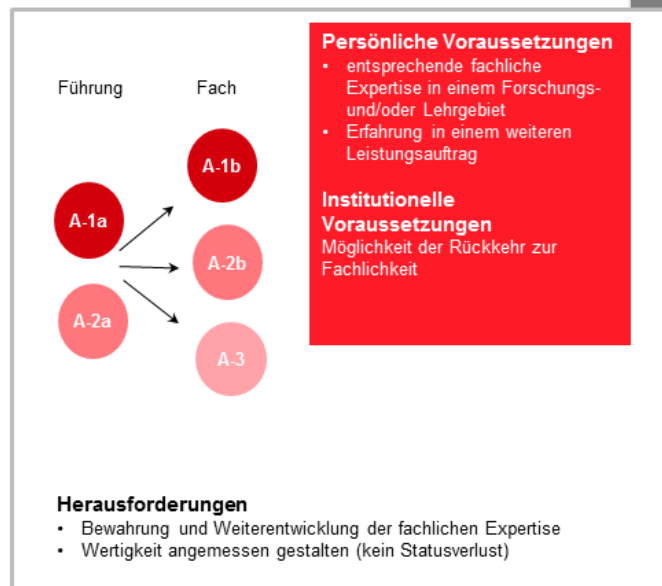 Führung
Fach
A-1b
A-1a
A-2b
A-2a
A-3
Persönliche Voraussetzungen
• entsprechende fachliche
Expertise in einem Forschungs-
und/oder Lehrgebiet
• Erfahrung in einem weiteren
Leistungsauftrag
Institutionelle
Voraussetzungen
Möglichkeit der Rückkehr zur
Fachlichkeit
Herausforderungen
• Bewahrung und Weiterentwicklung der fachlichen Expertise
• Wertigkeit angemessen gestalten (kein Statusverlust)